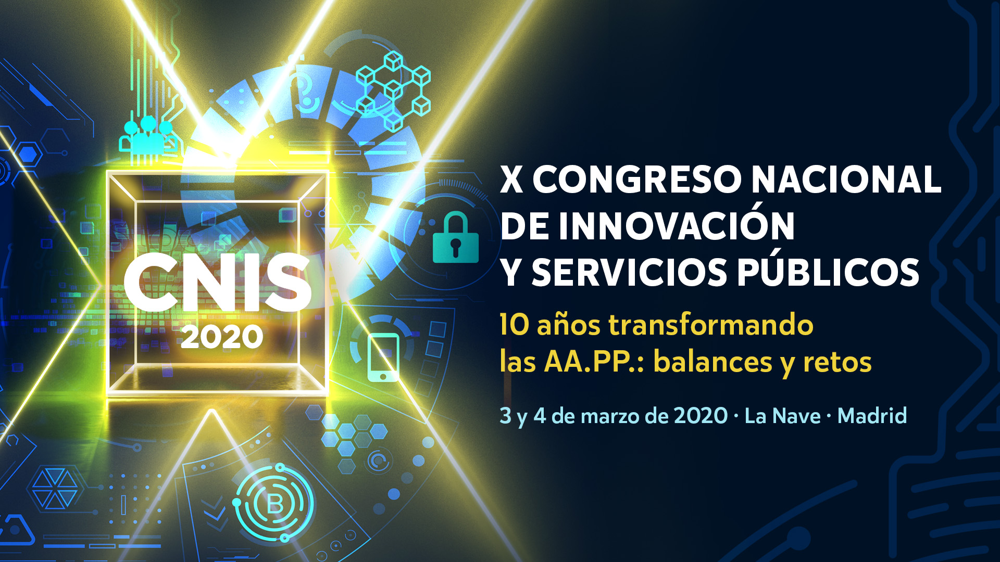 CNIS
2020
X CONGRESO NACIONAL
DE INNOVACIÓN
Y SERVICIOS PÚBLICOS
10 años transformando
las AA.PP.: balances y retos
3 y 4 de marzo de 2020 · La Nave · Madrid
B